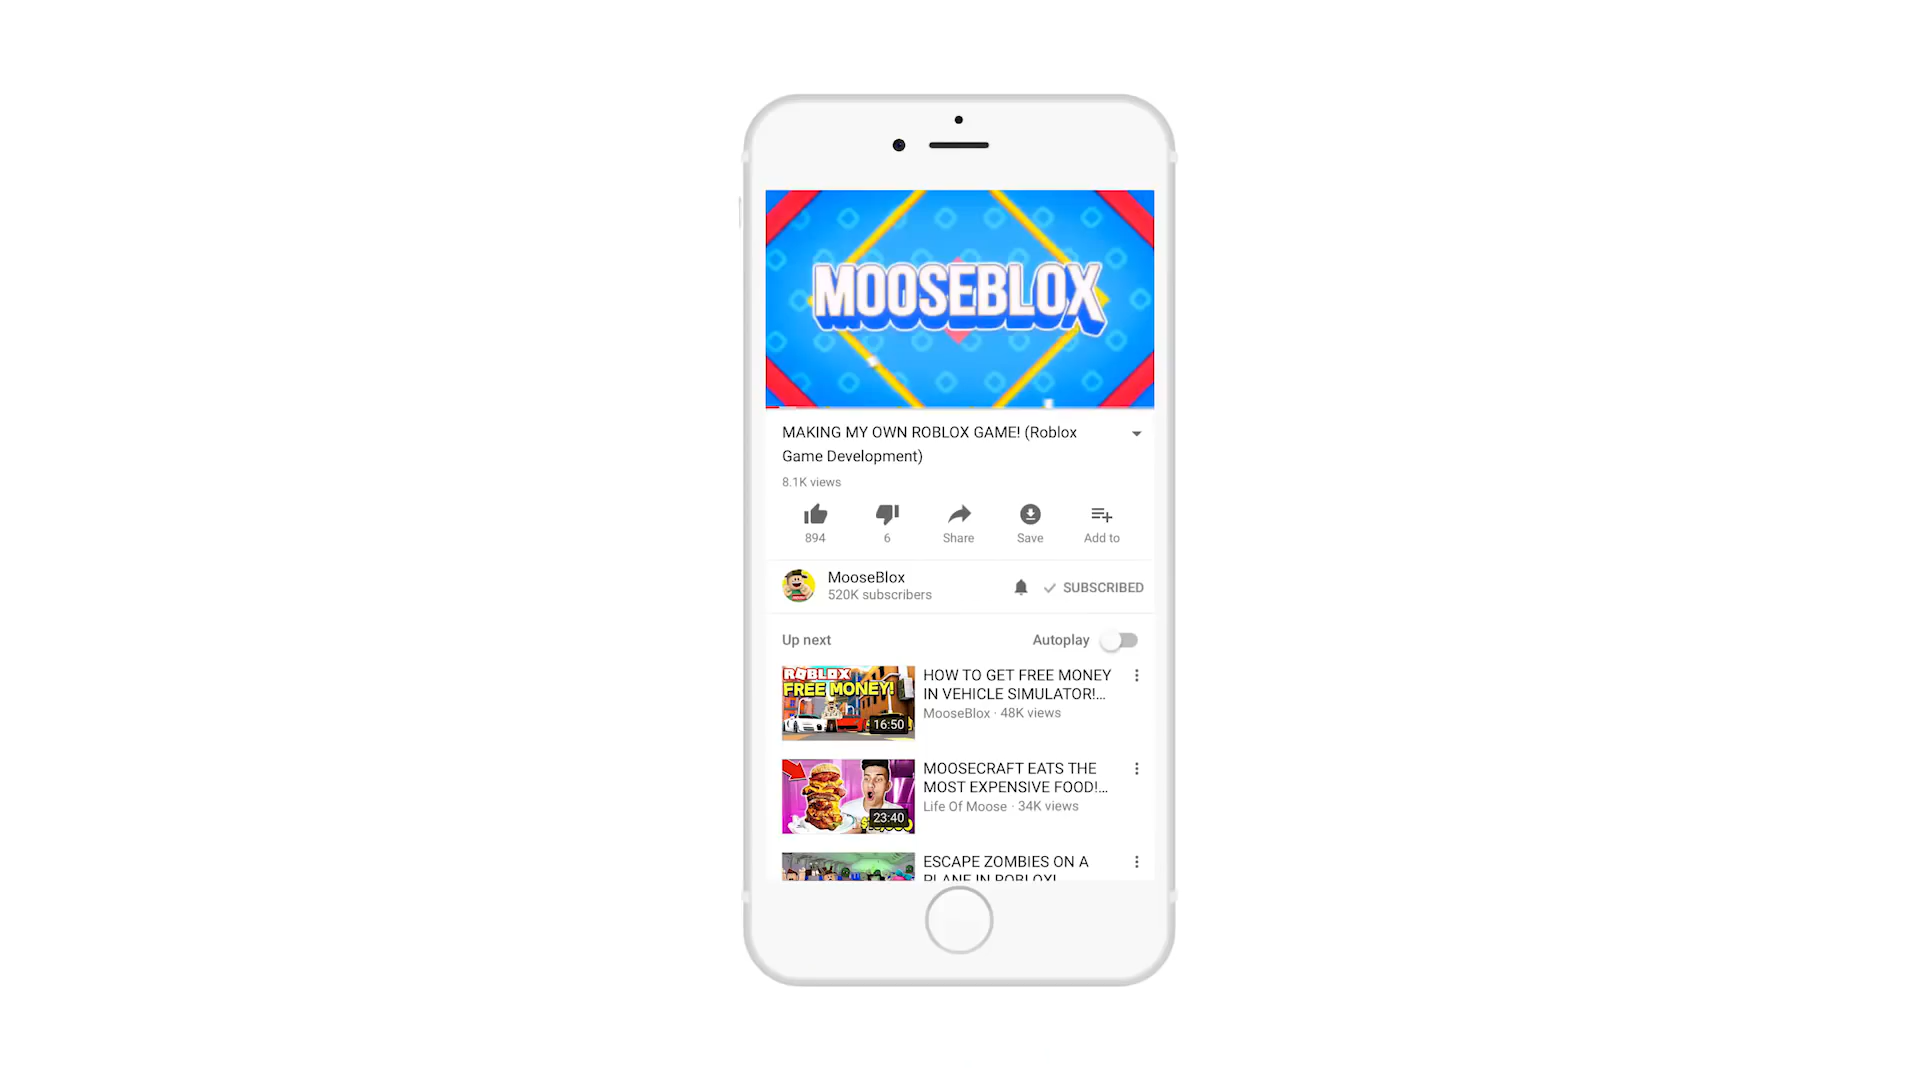 MOOSEBLOX
MAKING MY OWN ROBLOX GAME! (Roblox
Game Development)
8.1K views
894
6
Share
Save
Add to
MooseBlox
520K subscribers
SUBSCRIBED
Up next
Autoplay
ROBLOX
FREE MONEY!
16:50
HOW TO GET FREE MONEY
IN VEHICLE SIMULATOR!...
MooseBlox · 48K views
23:40
MOOSECRAFT EATS THE
MOST EXPENSIVE FOOD!...
Life Of Moose · 34K views
ESCAPE ZOMBIES ON A
PLANE IN ROBLOX!